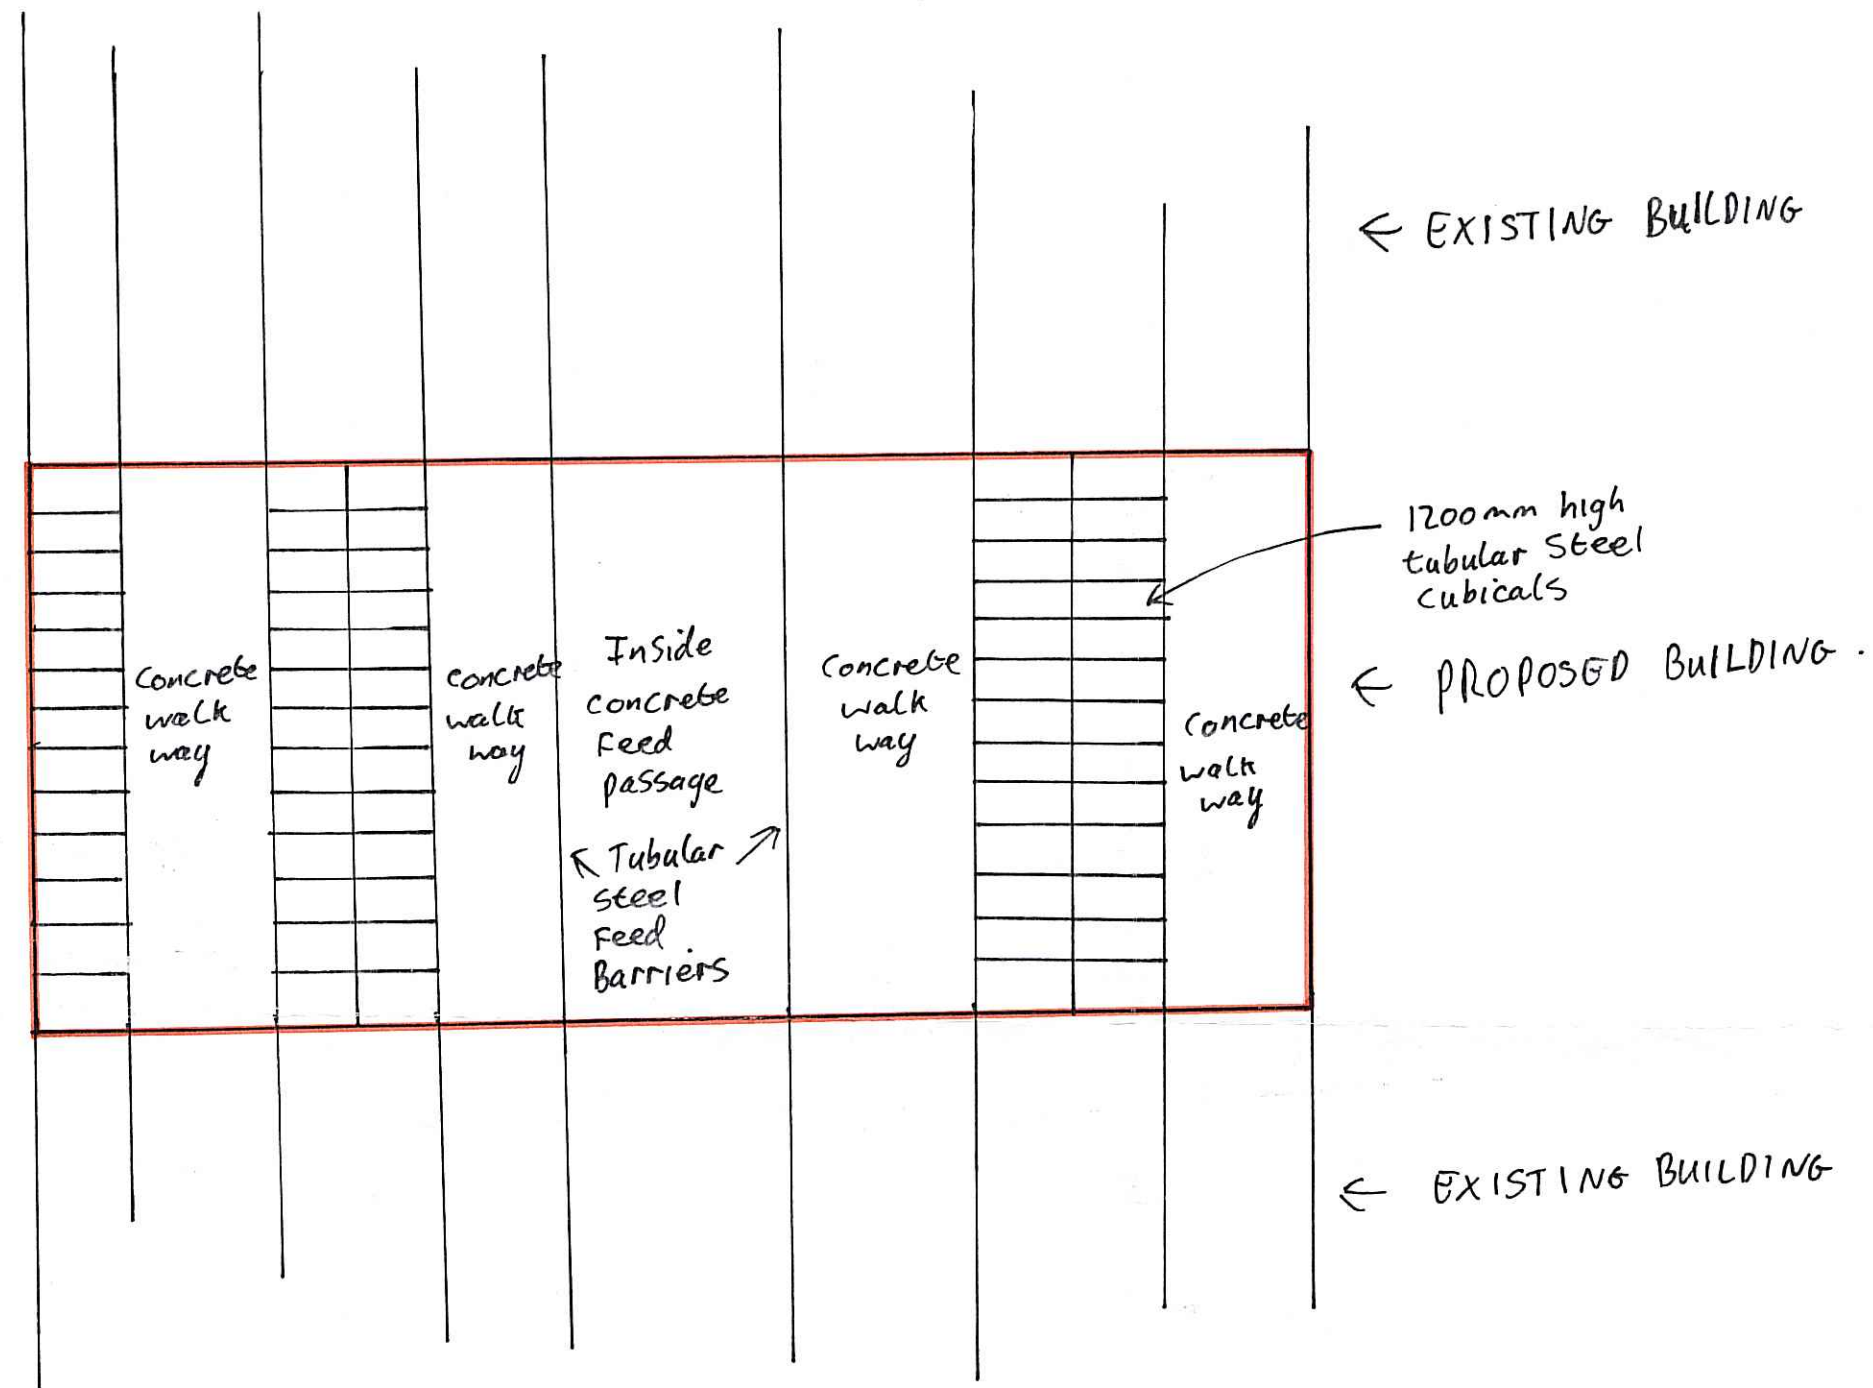 ← EXISTING BUILDING
1200mm high
tubular Steel
cubicals
← PROPOSED BUILDING.
Concrete
walk
way
concrete
walk
way
Inside
concrete
Feed
passage
Tubular
steel
Feed
Barriers
Concrete
walk
way
Concrete
walk
way
← EXISTING BUILDING